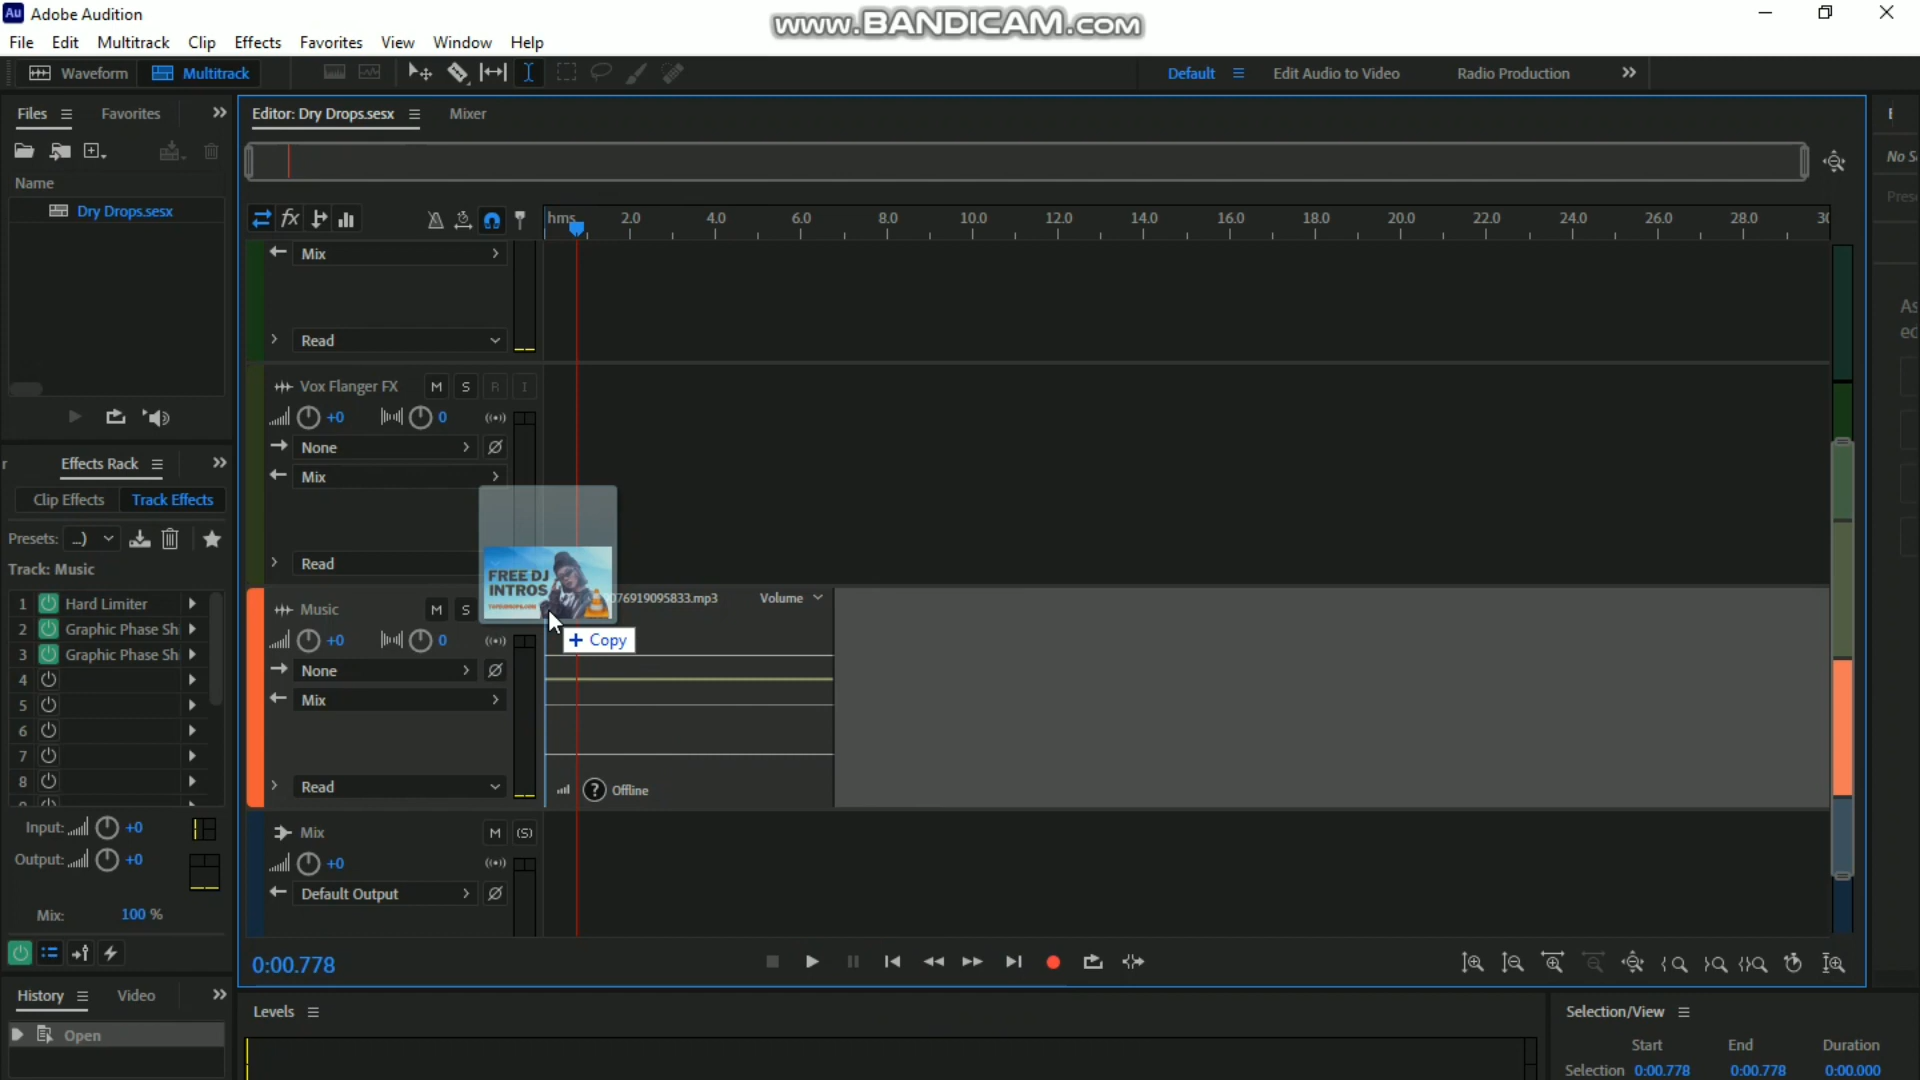 Au Adobe Audition
www.BANDICAM.com
File Edit Multitrack Clip Effects Favorites View Window Help
Waveform Multitrack Default Edit Audio to Video Radio Production
Files Favorites Editor: Dry Drops.sesx Mixer
No S
Name
Dry Drops.sesx
hms 2.0 4.0 6.0 8.0 10.0 12.0 14.0 16.0 18.0 20.0 22.0 24.0 26.0 28.0 30
fx
Mix
Read
Vox Flanger FX M S R I
+0 0
None
Mix
Read
Effects Rack
Clip Effects Track Effects
Presets: ...)
Track: Music
1 Hard Limiter
2 Graphic Phase Shi
3 Graphic Phase Shi
4
5
6
7
8
Input: +0
Output: +0
Mix: 100 %
FREE DJ
INTROS
+ Copy
Music M S
076919095833.mp3 Volume
+0 0
None
Mix
Read
? Offline
Mix M (S)
+0
Default Output
0:00.778
History Video
Open
Levels
Selection/View
Start End Duration
Selection 0:00.778 0:00.778 0:00.000